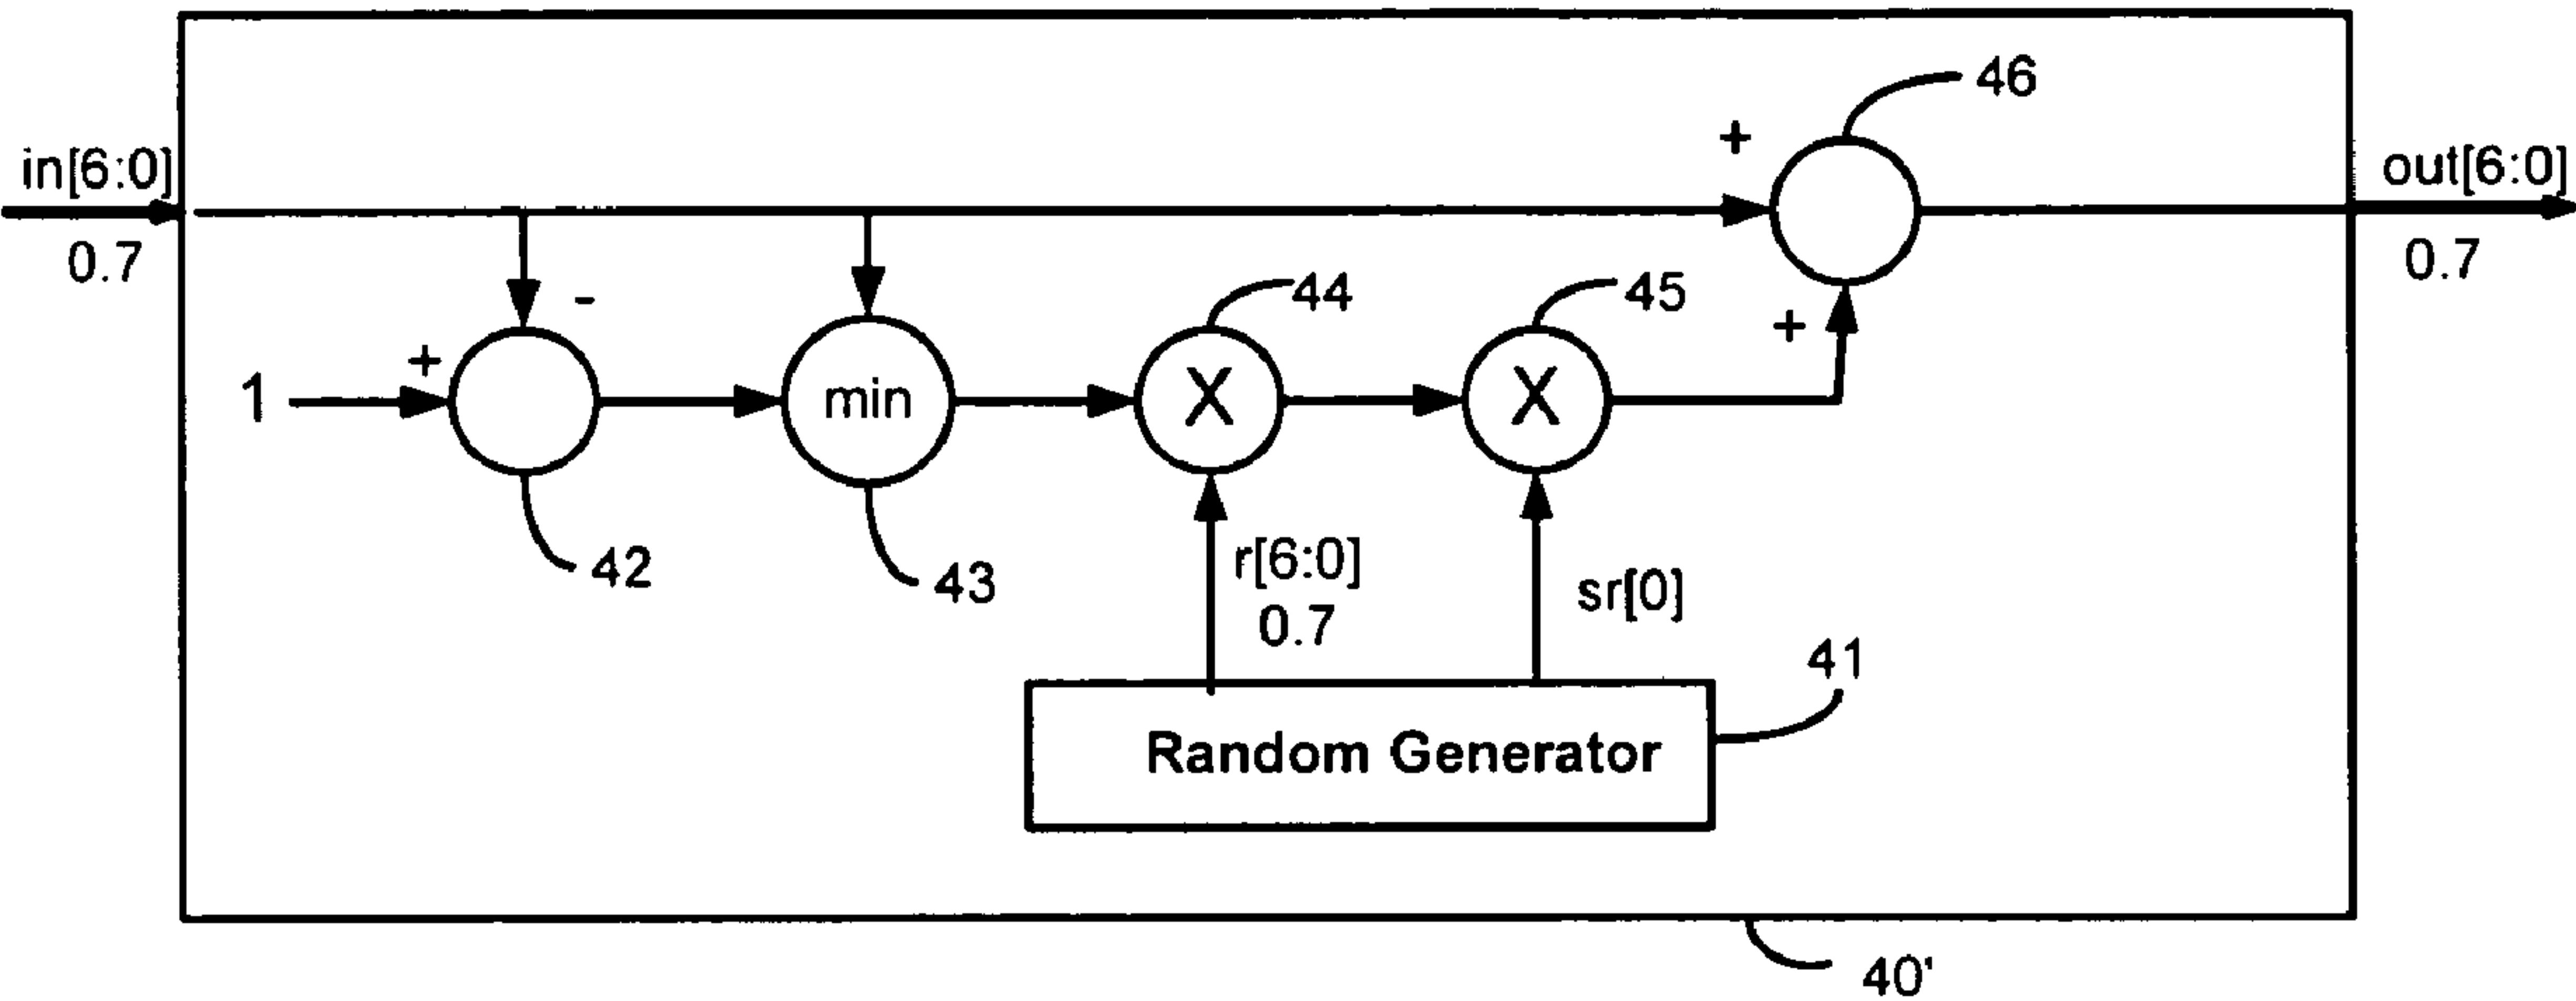 46
+
in[6:0]
0.7
out[6:0]
0.7
-
44
45
+
+
1
min
X
X
42
43
r[6:0]
0.7
sr[0]
41
Random Generator
40'